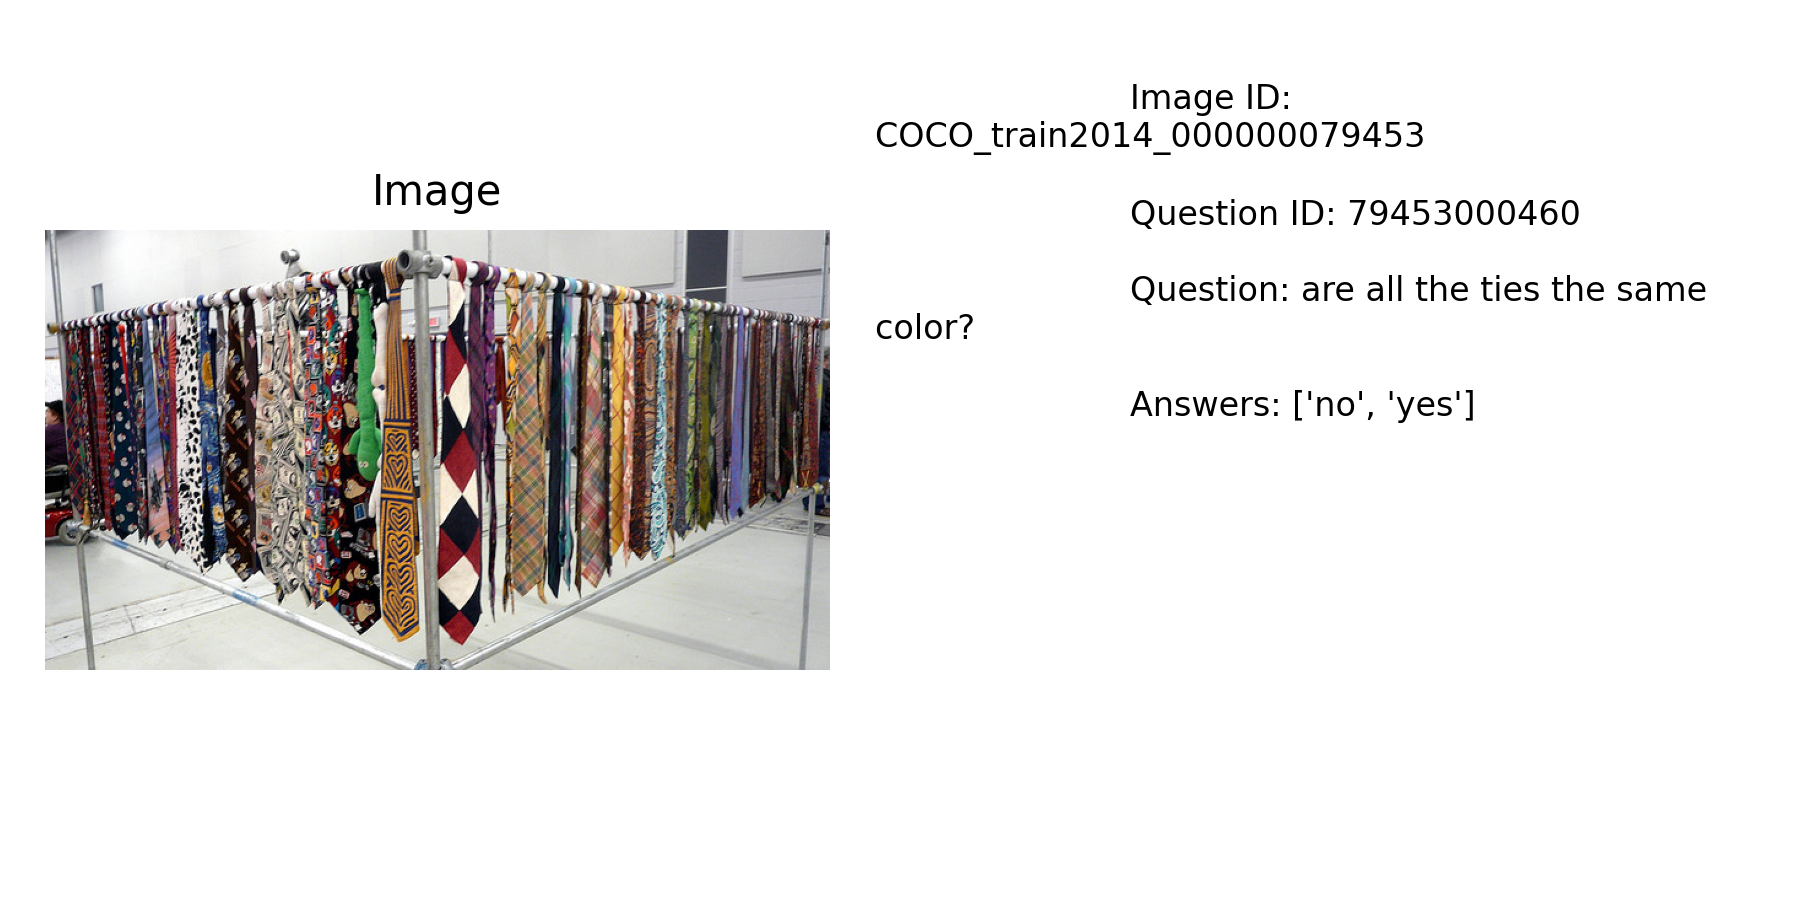 Image
Image ID:
COCO_train2014_000000079453
Question ID: 79453000460
Question: are all the ties the same
color?
Answers: ['no', 'yes']